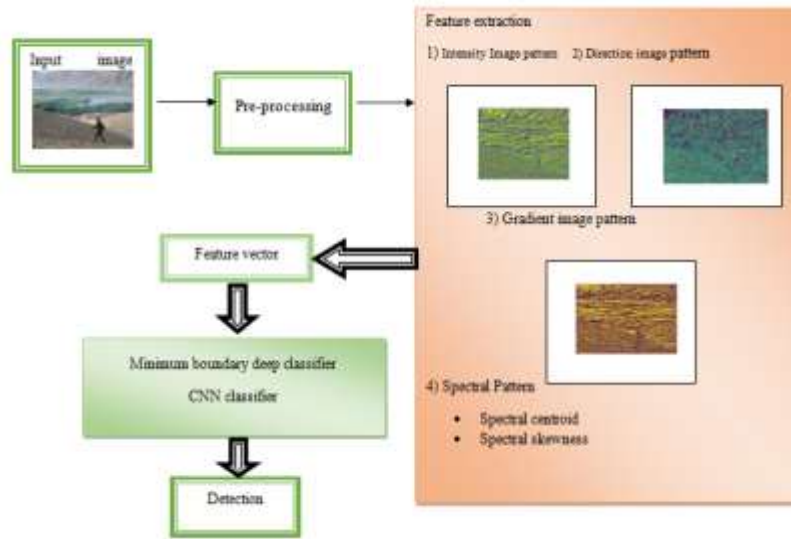 Input image
Pre-processing
Feature extraction
1) Intensity Image pattern 2) Direction image pattern
3) Gradient image pattern
4) Spectral Pattern
• Spectral centroid
• Spectral skewness
Feature vector
Minimum boundary deep classifier
CNN classifier
Detection